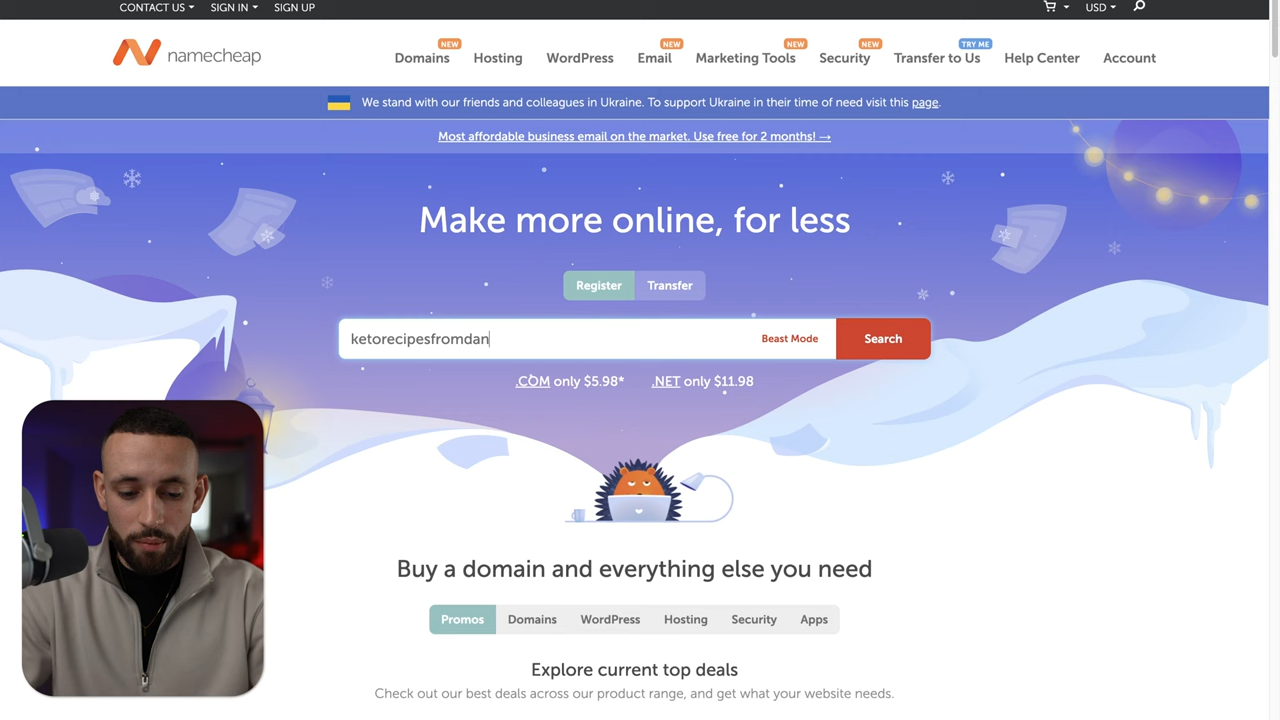 CONTACT US SIGN IN SIGN UP USD
namecheap
NEW NEW NEW NEW TRY ME
Domains Hosting WordPress Email Marketing Tools Security Transfer to Us Help Center Account
We stand with our friends and colleagues in Ukraine. To support Ukraine in their time of need visit this page.
Most affordable business email on the market. Use free for 2 months! →
Make more online, for less
Register Transfer
ketorecipesfromdan Beast Mode Search
.COM only $5.98* .NET only $11.98
Buy a domain and everything else you need
Promos Domains WordPress Hosting Security Apps
Explore current top deals
Check out our best deals across our product range, and get what your website needs.